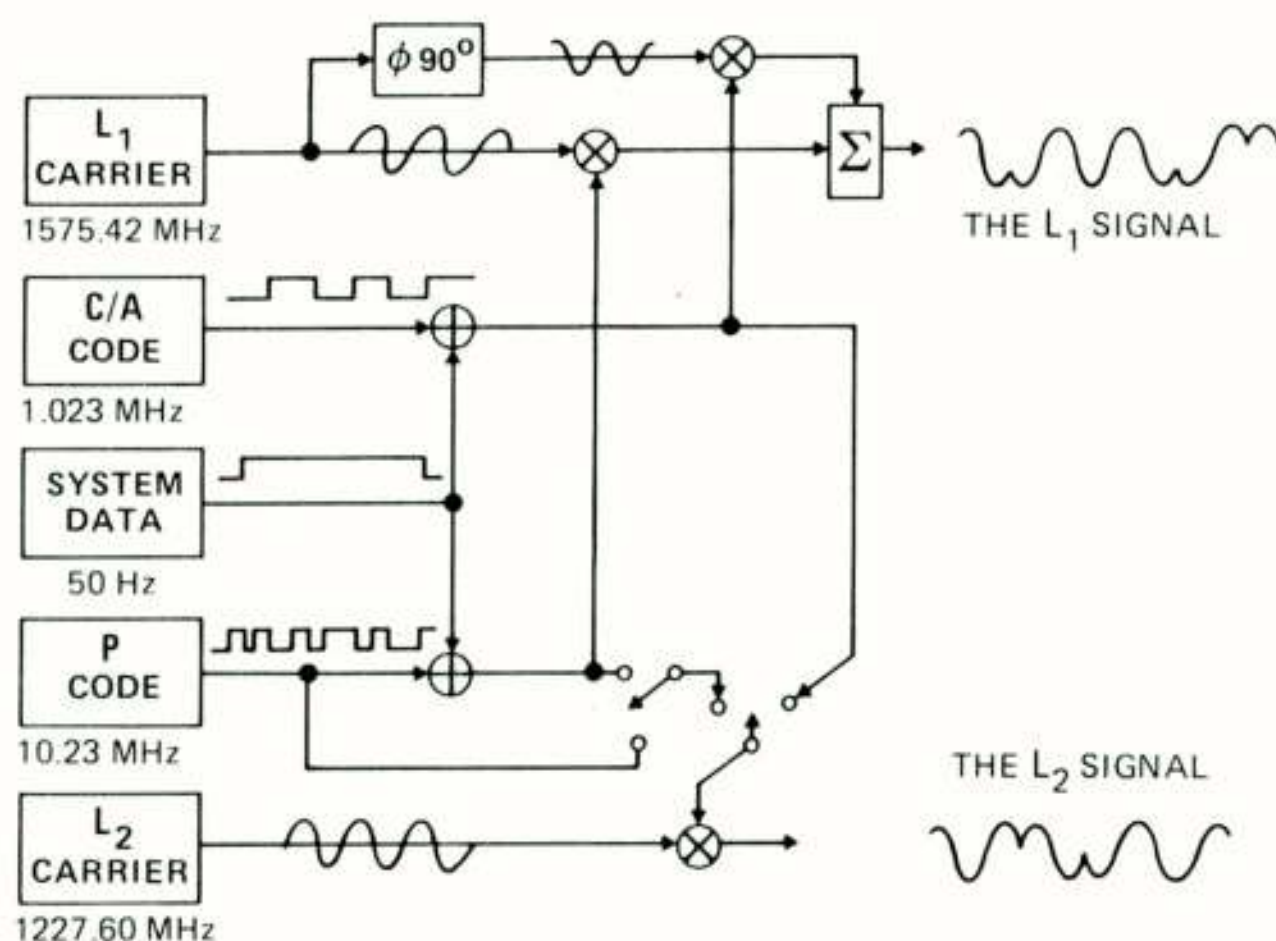 ϕ 90°
L₁
CARRIER
1575.42 MHz
Σ
THE L₁ SIGNAL
C/A
CODE
1.023 MHz
SYSTEM
DATA
50 Hz
P
CODE
10.23 MHz
THE L₂ SIGNAL
L₂
CARRIER
1227.60 MHz